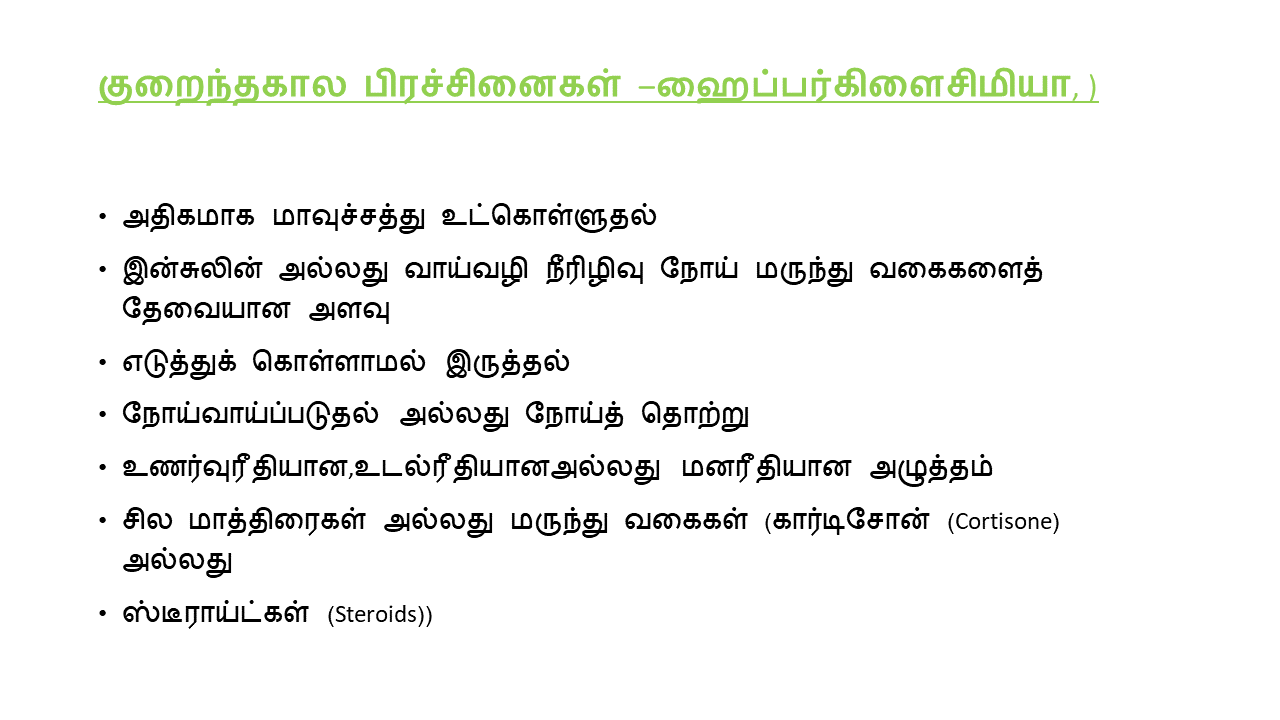 குறைந்தகால பிரச்சினைகள் –ஹைப்பர்கிளைசிமியா, )
• அதிகமாக மாவுச்சத்து உட்கொள்ளுதல்
• இன்சுலின் அல்லது வாய்வழி நீரிழிவு நோய் மருந்து வகைகளைத்
தேவையான அளவு
• எடுத்துக் கொள்ளாமல் இருத்தல்
• நோய்வாய்ப்படுதல் அல்லது நோய்த் தொற்று
• உணர்வுரீதியான,உடல்ரீதியானஅல்லது மனரீதியான அழுத்தம்
• சில மாத்திரைகள் அல்லது மருந்து வகைகள் (கார்டிசோன் (Cortisone)
அல்லது
• ஸ்டீராய்ட்கள் (Steroids))